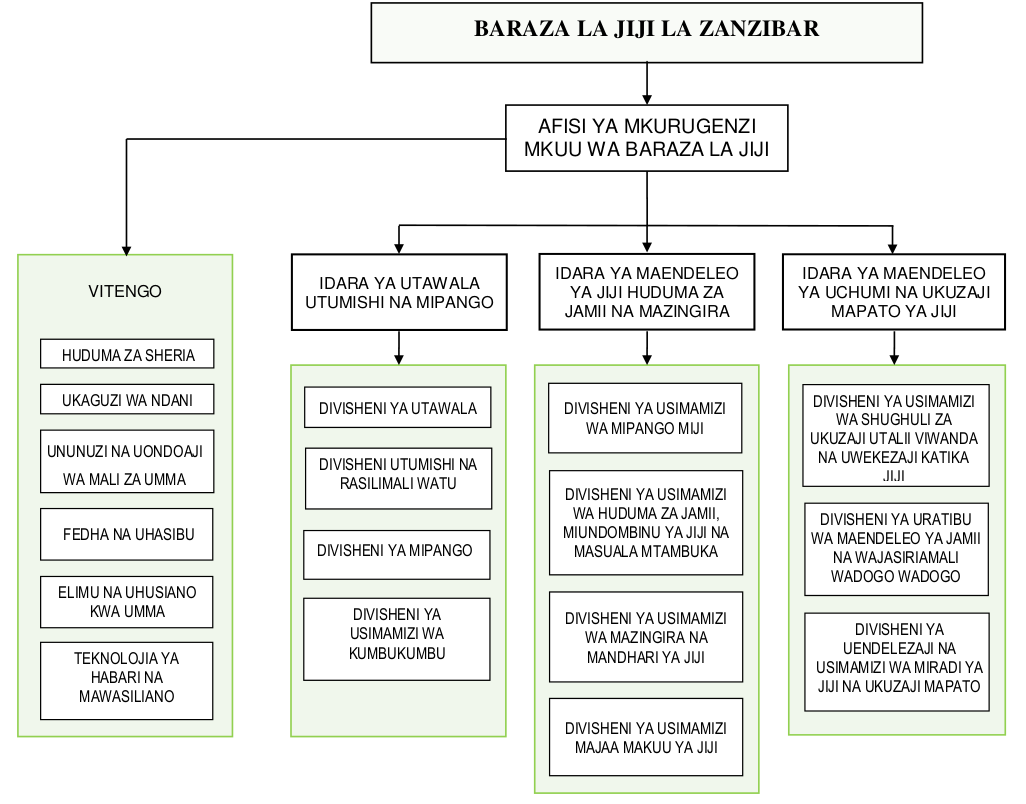 BARAZA LA JIJI LA ZANZIBAR
AFISI YA MKURUGENZI
MKUU WA BARAZA LA JIJI
VITENGO
HUDUMA ZA SHERIA
UKAGUZI WA NDANI
UNUNUZI NA UONDOAJI
WA MALI ZA UMMA
FEDHA NA UHASIBU
ELIMU NA UHUSIANO
KWA UMMA
TEKNOLOJIA YA
HABARI NA
MAWASILIANO
IDARA YA UTAWALA
UTUMISHI NA MIPANGO
DIVISHENI YA UTAWALA
DIVISHENI UTUMISHI NA
RASILIMALI WATU
DIVISHENI YA MIPANGO
DIVISHENI YA
USIMAMIZI WA
KUMBUKUMBU
IDARA YA MAENDELEO
YA JIJI HUDUMA ZA
JAMII NA MAZINGIRA
DIVISHENI YA USIMAMIZI
WA MIPANGO MIJI
DIVISHENI YA USIMAMIZI
WA HUDUMA ZA JAMII,
MIUNDOMBINU YA JIJI NA
MASUALA MTAMBUKA
DIVISHENI YA USIMAMIZI
WA MAZINGIRA NA
MANDHARI YA JIJI
DIVISHENI YA USIMAMIZI
MAJAA MAKUU YA JIJI
IDARA YA MAENDELEO
YA UCHUMI NA UKUZAJI
MAPATO YA JIJI
DIVISHENI YA USIMAMIZI
WA SHUGHULI ZA
UKUZAJI UTALII VIWANDA
NA UWEKEZAJI KATIKA
JIJI
DIVISHENI YA URATIBU
WA MAENDELEO YA JAMII
NA WAJASIRIAMALI
WADOGO WADOGO
DIVISHENI YA
UENDELEZAJI NA
USIMAMIZI WA MIRADI YA
JIJI NA UKUZAJI MAPATO